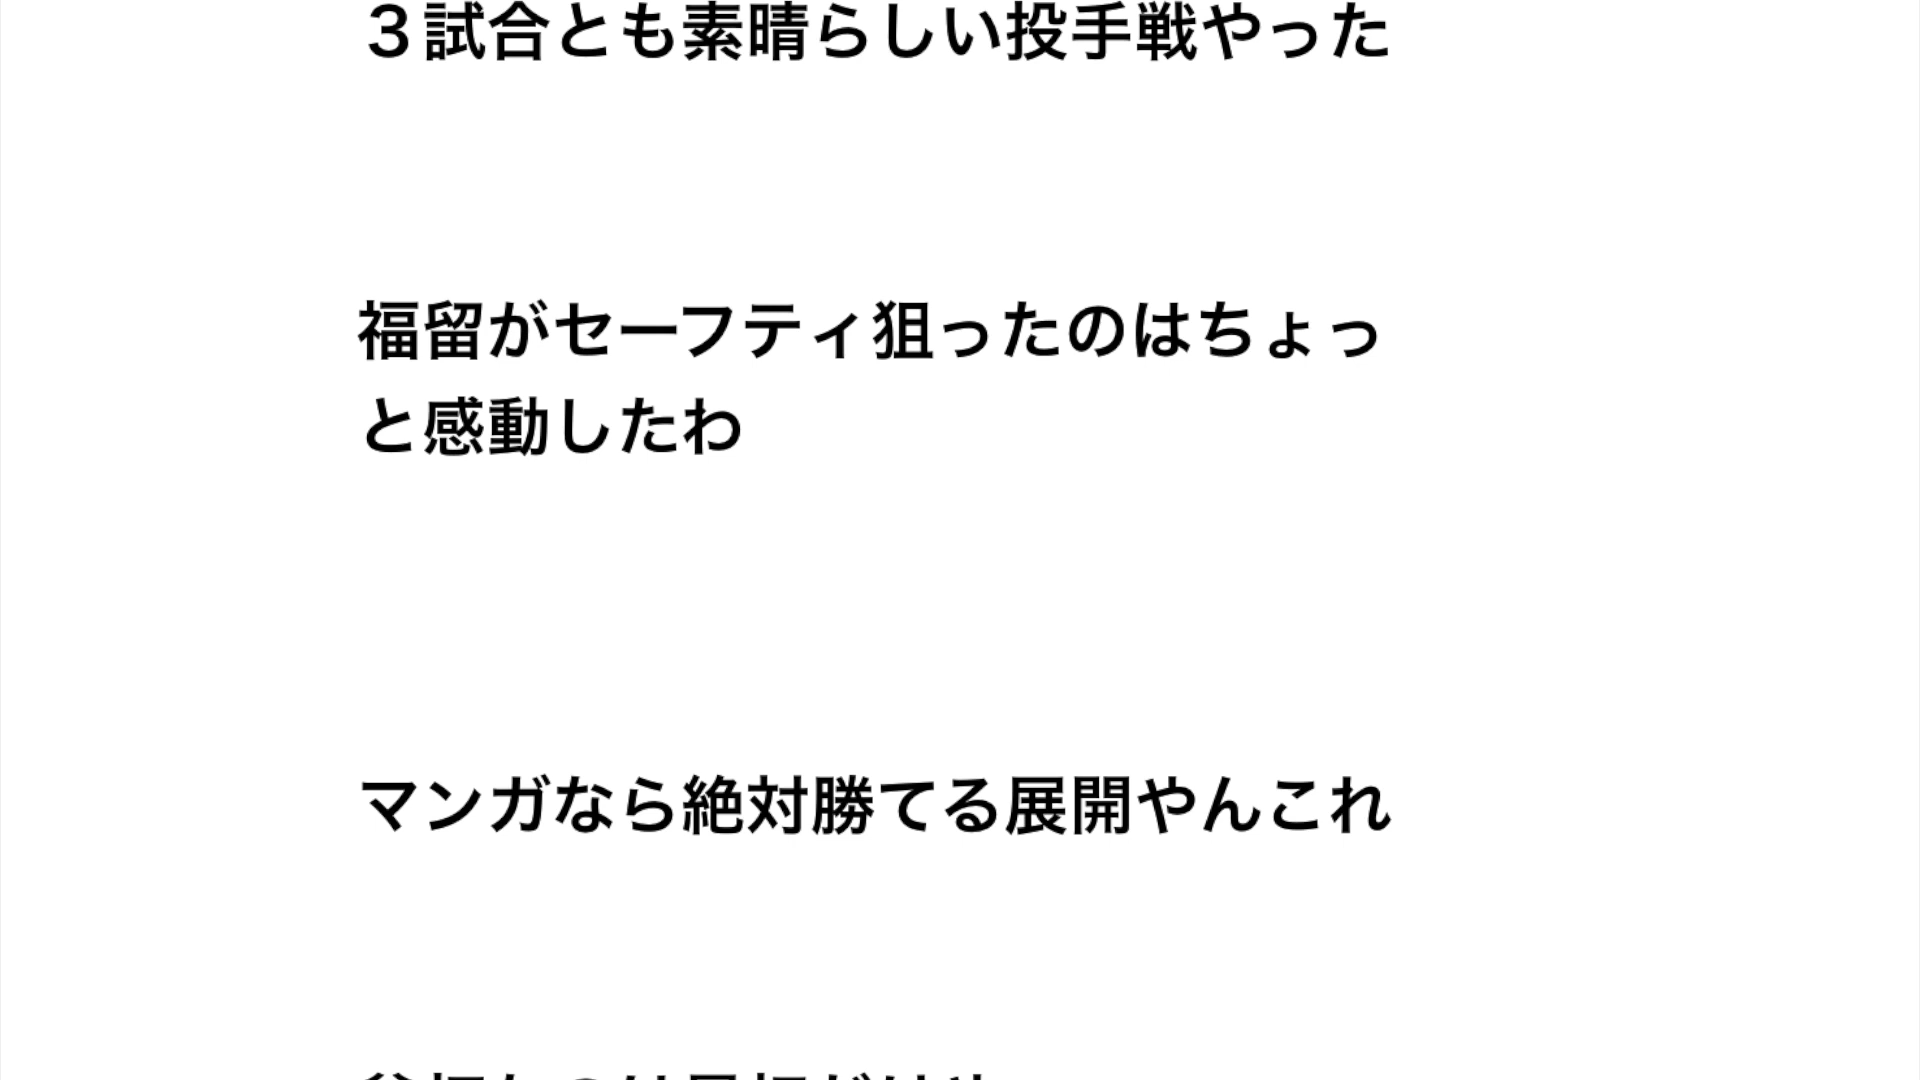 ３試合とも素晴らしい投手戦やった
福留がセーフティ狙ったのはちょっ
と感動したわ
マンガなら絶対勝てる展開やんこれ